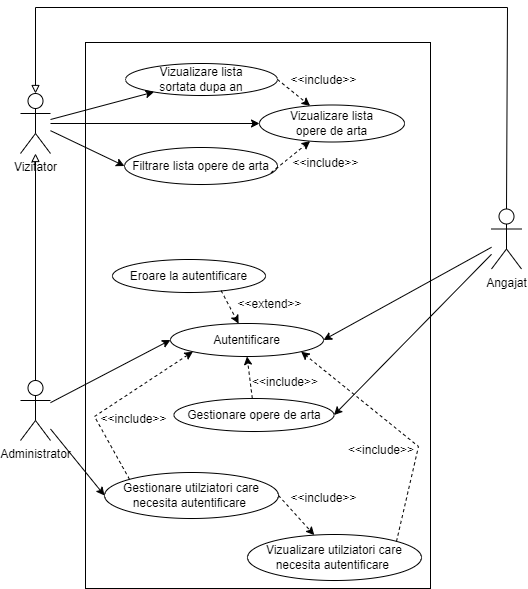 Vizualizare lista
sortata dupa an
<<include>>
Vizualizare lista
opere de arta
Vizitator
Filtrare lista opere de arta
<<include>>
Eroare la autentificare
Angajat
<<extend>>
Autentificare
<<include>>
<<include>>
Gestionare opere de arta
Administrator
<<include>>
Gestionare utilziatori care
necesita autentificare
<<include>>
Vizualizare utilziatori care
necesita autentificare